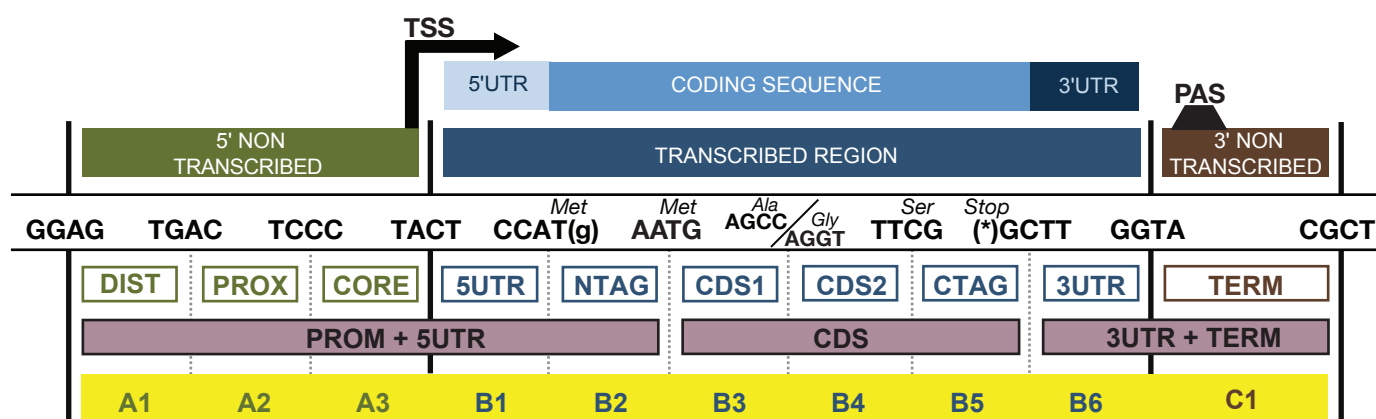 TSS
5'UTR CODING SEQUENCE 3'UTR
PAS
5' NON
TRANSCRIBED
TRANSCRIBED REGION
3' NON
TRANSCRIBED
Met Met Ala Gly Ser Stop
GGAG TGAC TCCC TACT CCAT(g) AATG AGCC/AGGT TTCG (*)GCTT GGTA CGCT
DIST PROX CORE 5UTR NTAG CDS1 CDS2 CTAG 3UTR TERM
PROM + 5UTR CDS 3UTR + TERM
A1 A2 A3 B1 B2 B3 B4 B5 B6 C1